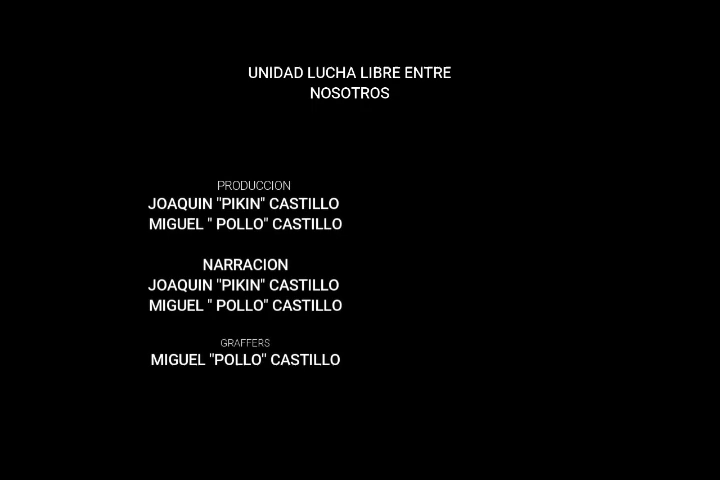 UNIDAD LUCHA LIBRE ENTRE
NOSOTROS
PRODUCCION
JOAQUIN "PIKIN" CASTILLO
MIGUEL " POLLO" CASTILLO
NARRACION
JOAQUIN "PIKIN" CASTILLO
MIGUEL " POLLO" CASTILLO
GRAFFERS
MIGUEL "POLLO" CASTILLO